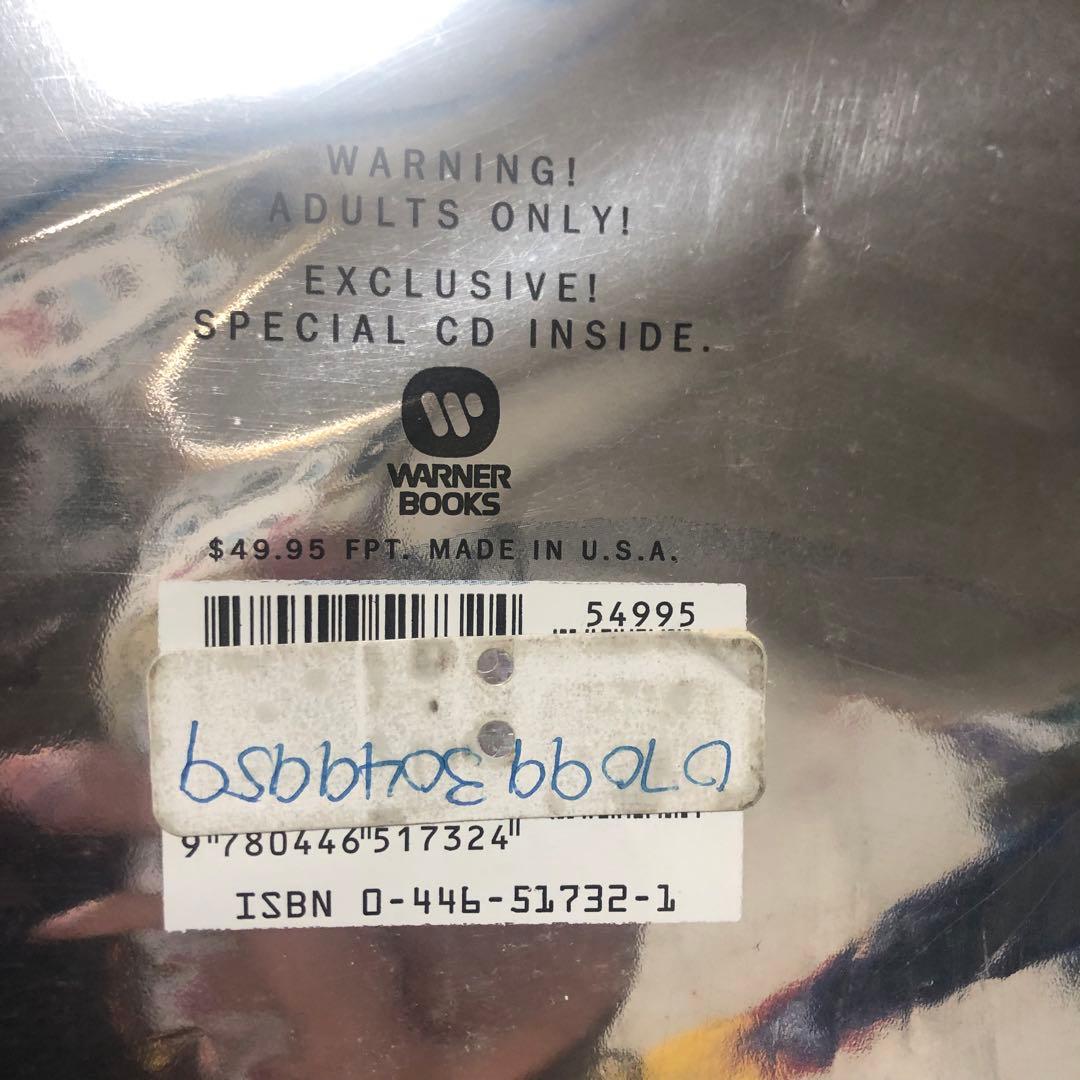 WARNING!
ADULTS ONLY!
EXCLUSIVE!
SPECIAL CD INSIDE.
WARNER
BOOKS
$49.95 FPT. MADE IN U.S.A.
54995
9"780446"517324"
ISBN 0-446-51732-1